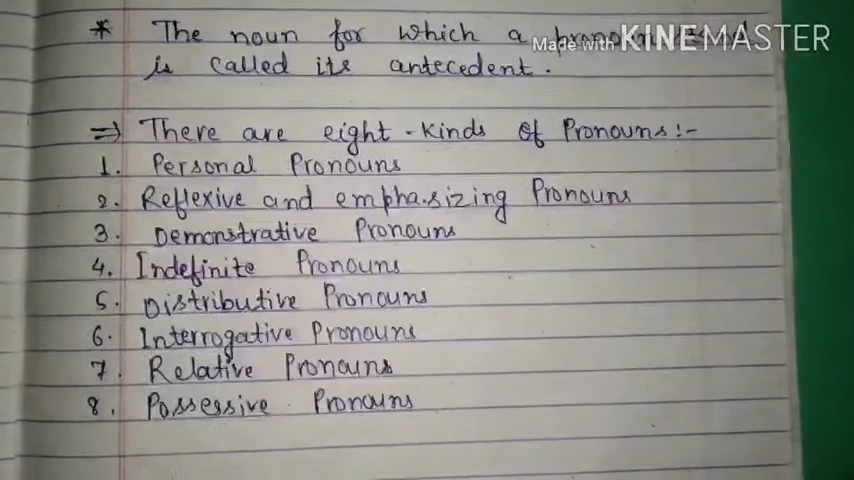 * The noun for which a
Made with KINEMASTER
is called its antecedent.
=> There are eight - kinds of Pronouns :-
1. Personal Pronouns
2. Reflexive and emphasizing Pronouns
3. Demonstrative Pronouns
4. Indefinite Pronouns
5. Distributive Pronouns
6. Interrogative Pronouns
7. Relative Pronouns
8. Possessive Pronouns